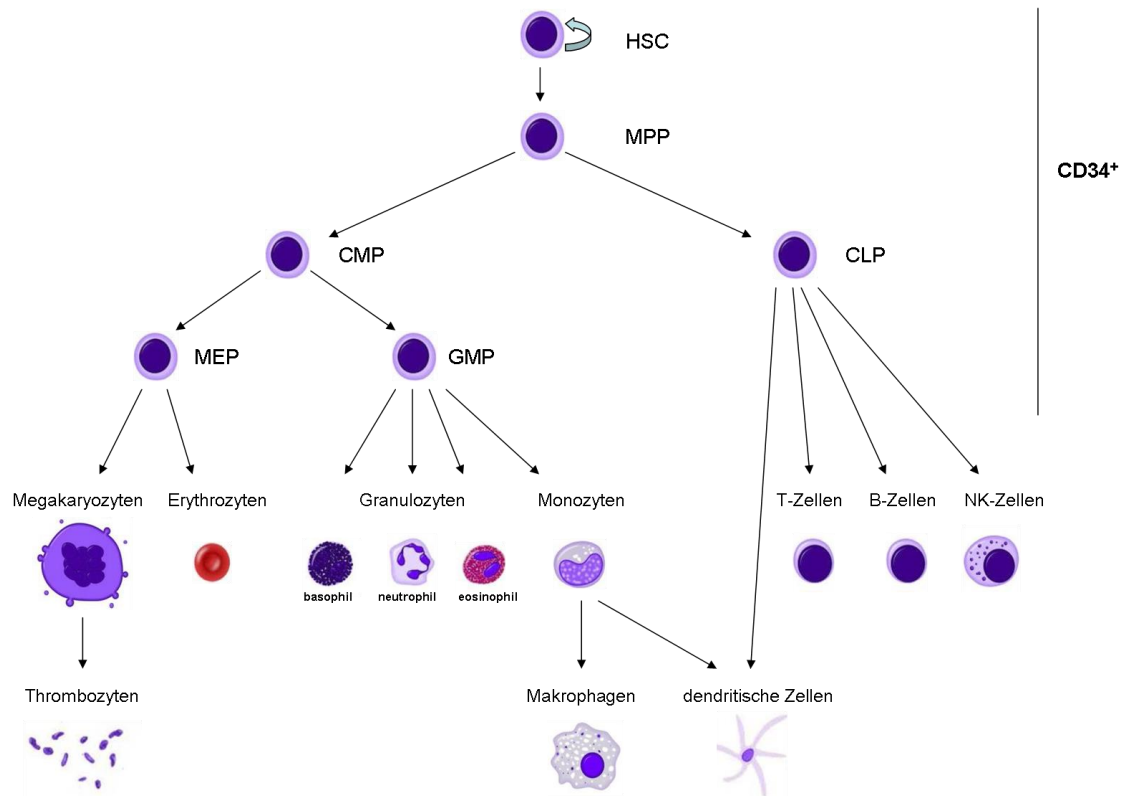 HSC
MPP
CD34+
CMP
CLP
MEP
GMP
Megakaryozyten
Erythrozyten
Granulozyten
Monozyten
T-Zellen
B-Zellen
NK-Zellen
basophil
neutrophil
eosinophil
Thrombozyten
Makrophagen
dendritische Zellen